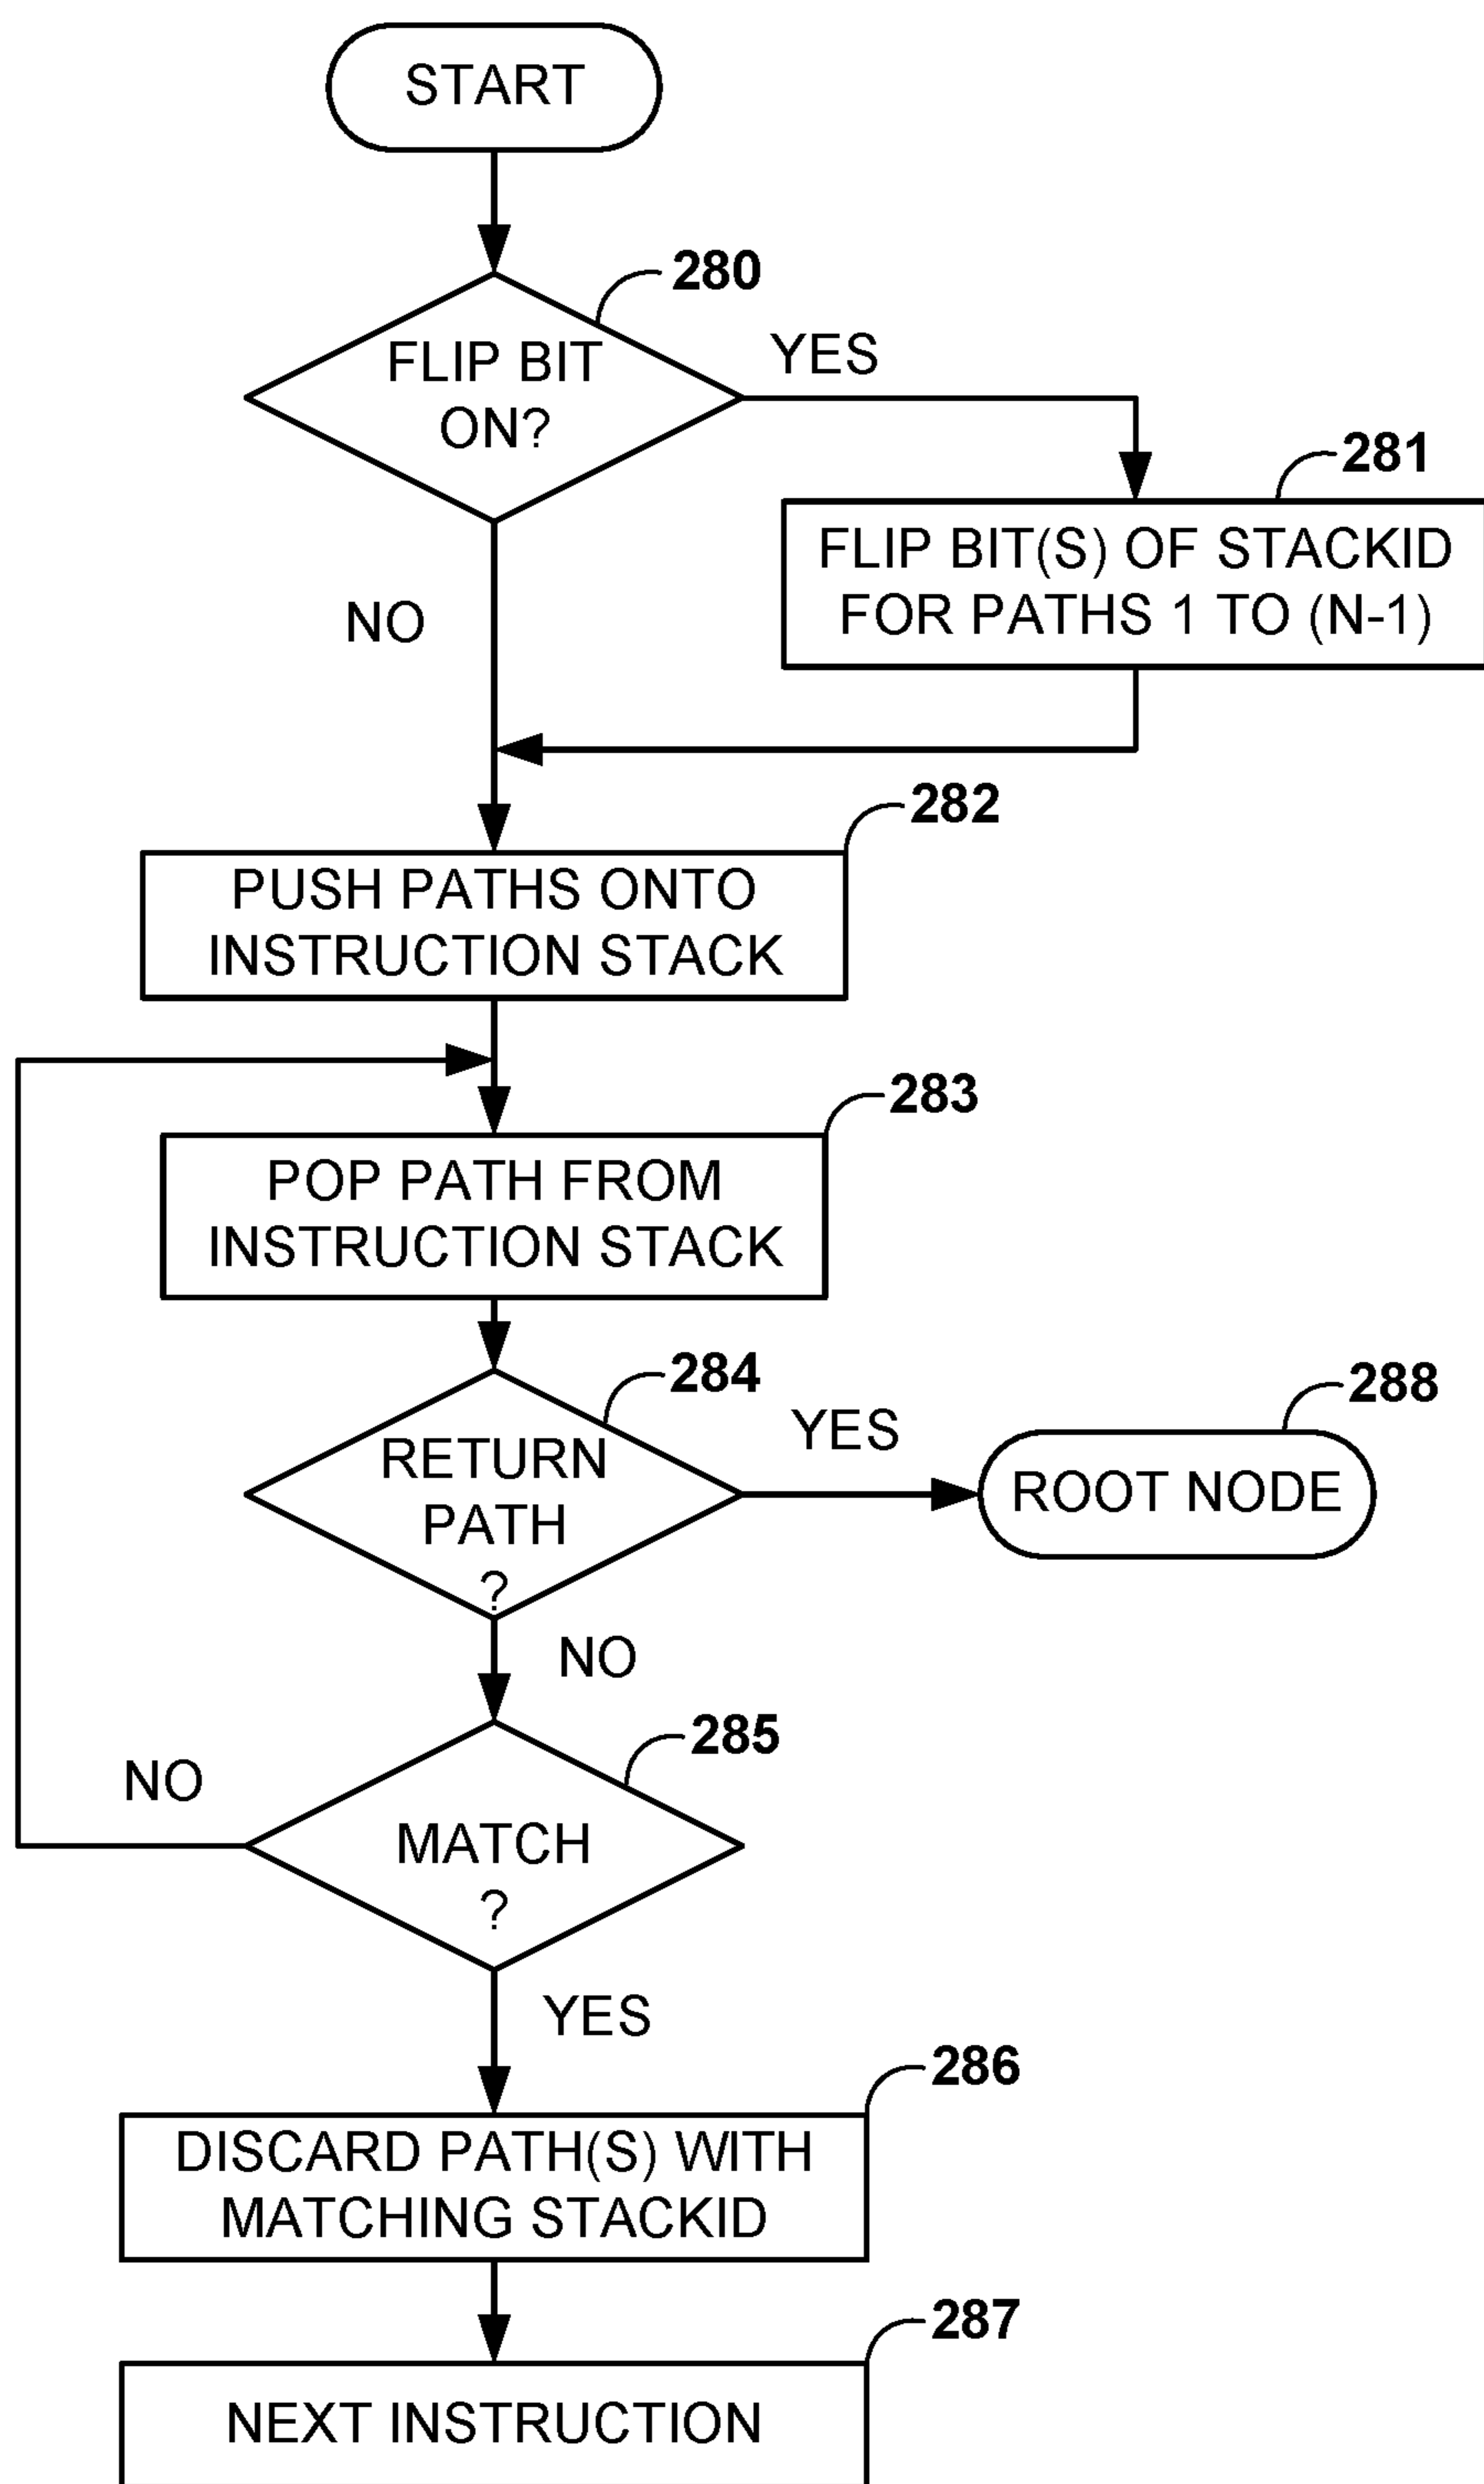 START
280
FLIP BIT
ON?
YES
281
FLIP BIT(S) OF STACKID
FOR PATHS 1 TO (N-1)
NO
282
PUSH PATHS ONTO
INSTRUCTION STACK
283
POP PATH FROM
INSTRUCTION STACK
284
RETURN
PATH
?
YES
288
ROOT NODE
NO
285
MATCH
?
NO
YES
286
DISCARD PATH(S) WITH
MATCHING STACKID
287
NEXT INSTRUCTION